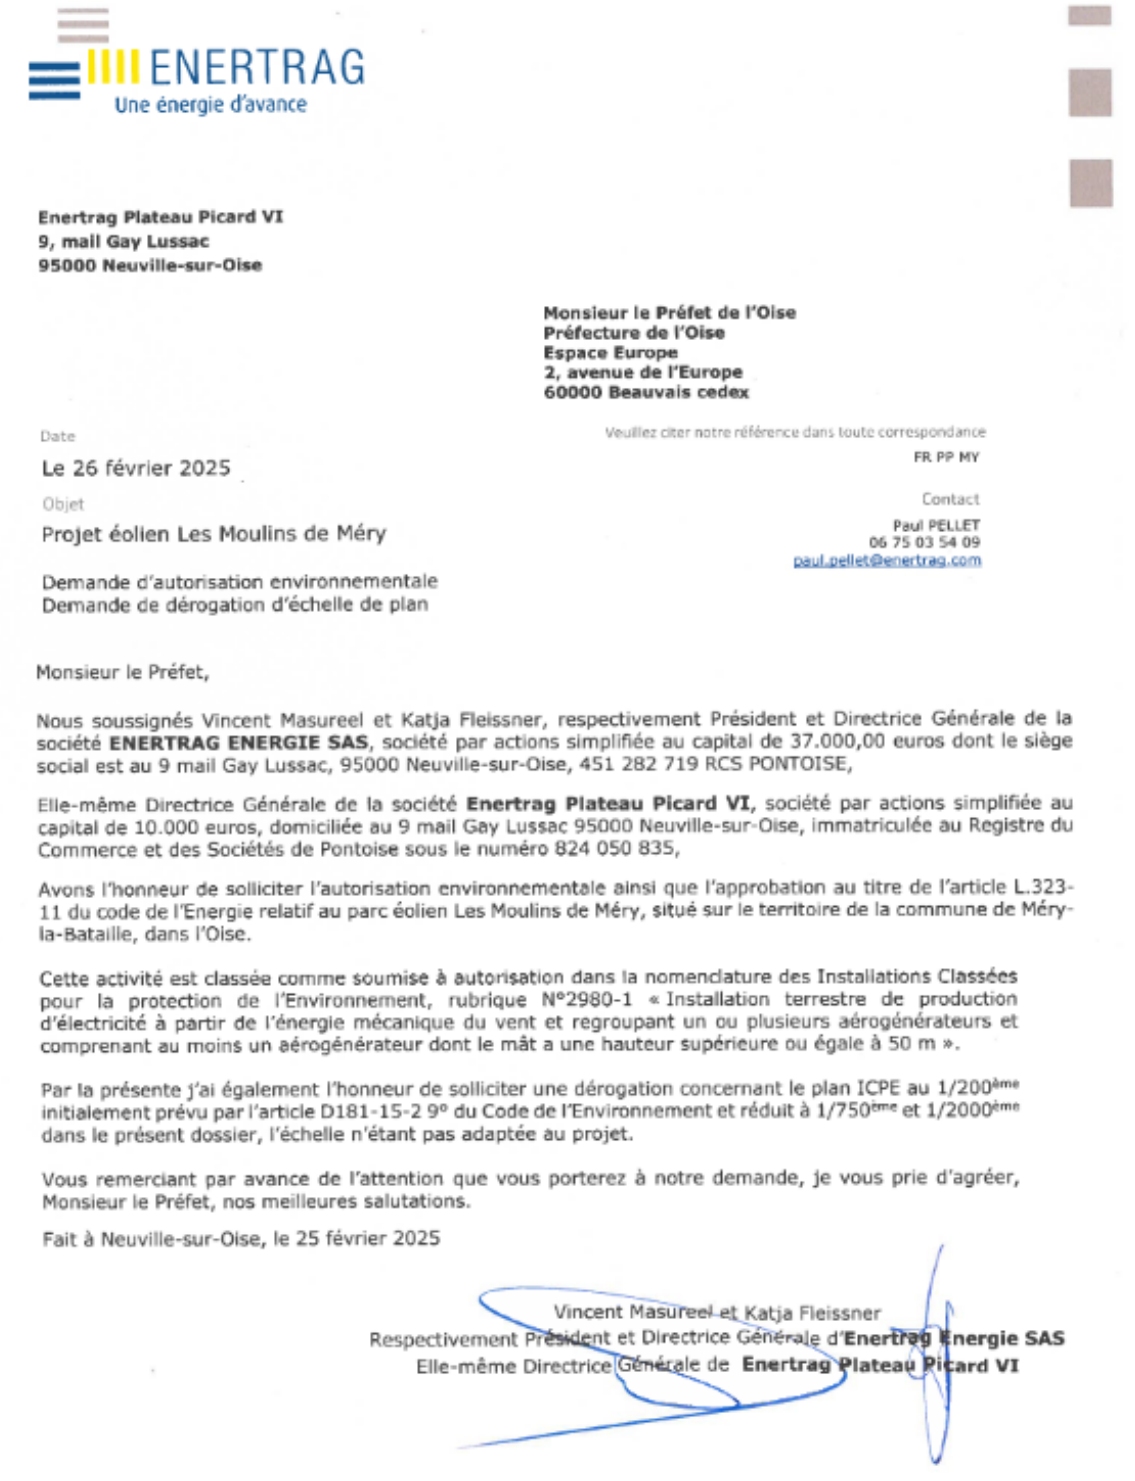 ENERTRAG
Une énergie d'avance
Enertrag Plateau Picard VI
9, mail Gay Lussac
95000 Neuville-sur-Oise
Monsieur le Préfet de l'Oise
Préfecture de l'Oise
Espace Europe
2, avenue de l'Europe
60000 Beauvais cedex
Date
Veuillez citer notre référence dans toute correspondance
FR PP MY
Le 26 février 2025
Objet
Contact
Projet éolien Les Moulins de Méry
Paul PELLET
06 75 03 54 09
paul.pellet@enertrag.com
Demande d'autorisation environnementale
Demande de dérogation d'échelle de plan
Monsieur le Préfet,
Nous soussignés Vincent Masureel et Katja Fleissner, respectivement Président et Directrice Générale de la
société ENERTRAG ENERGIE SAS, société par actions simplifiée au capital de 37.000,00 euros dont le siège
social est au 9 mail Gay Lussac, 95000 Neuville-sur-Oise, 451 282 719 RCS PONTOISE,
Elle-même Directrice Générale de la société Enertrag Plateau Picard VI, société par actions simplifiée au
capital de 10.000 euros, domiciliée au 9 mail Gay Lussac 95000 Neuville-sur-Oise, immatriculée au Registre du
Commerce et des Sociétés de Pontoise sous le numéro 824 050 835,
Avons l'honneur de solliciter l'autorisation environnementale ainsi que l'approbation au titre de l'article L.323-
11 du code de l'Energie relatif au parc éolien Les Moulins de Méry, situé sur le territoire de la commune de Méry-
la-Bataille, dans l'Oise.
Cette activité est classée comme soumise à autorisation dans la nomenclature des Installations Classées
pour la protection de l'Environnement, rubrique N°2980-1 « Installation terrestre de production
d'électricité à partir de l'énergie mécanique du vent et regroupant un ou plusieurs aérogénérateurs et
comprenant au moins un aérogénérateur dont le mât a une hauteur supérieure ou égale à 50 m ».
Par la présente j'ai également l'honneur de solliciter une dérogation concernant le plan ICPE au 1/200ème
initialement prévu par l'article D181-15-2 9° du Code de l'Environnement et réduit à 1/750ème et 1/2000ème
dans le présent dossier, l'échelle n'étant pas adaptée au projet.
Vous remerciant par avance de l'attention que vous porterez à notre demande, je vous prie d'agréer,
Monsieur le Préfet, nos meilleures salutations.
Fait à Neuville-sur-Oise, le 25 février 2025
Vincent Masureel et Katja Fleissner
Respectivement Président et Directrice Générale d'Enertrag Energie SAS
Elle-même Directrice Générale de Enertrag Plateau Picard VI